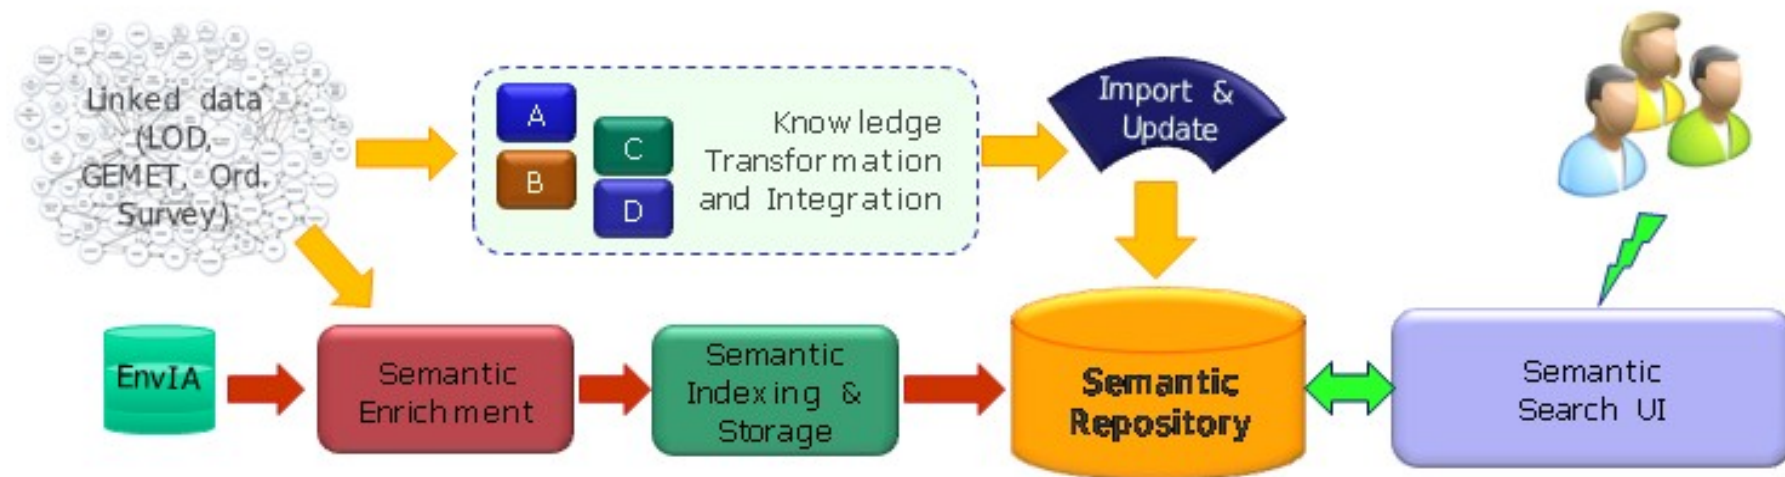 Linked data
(LOD,
GEMET, Ord.
Survey)
A
B
C
D
Knowledge
Transformation
and Integration
Import &
Update
EnvIA
Semantic
Enrichment
Semantic
Indexing &
Storage
Semantic
Repository
Semantic
Search UI